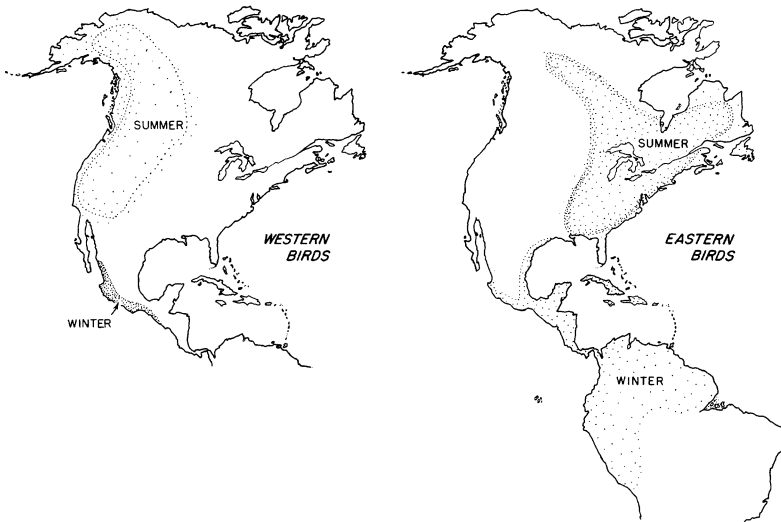 SUMMER
WESTERN
BIRDS
WINTER
SUMMER
EASTERN
BIRDS
WINTER